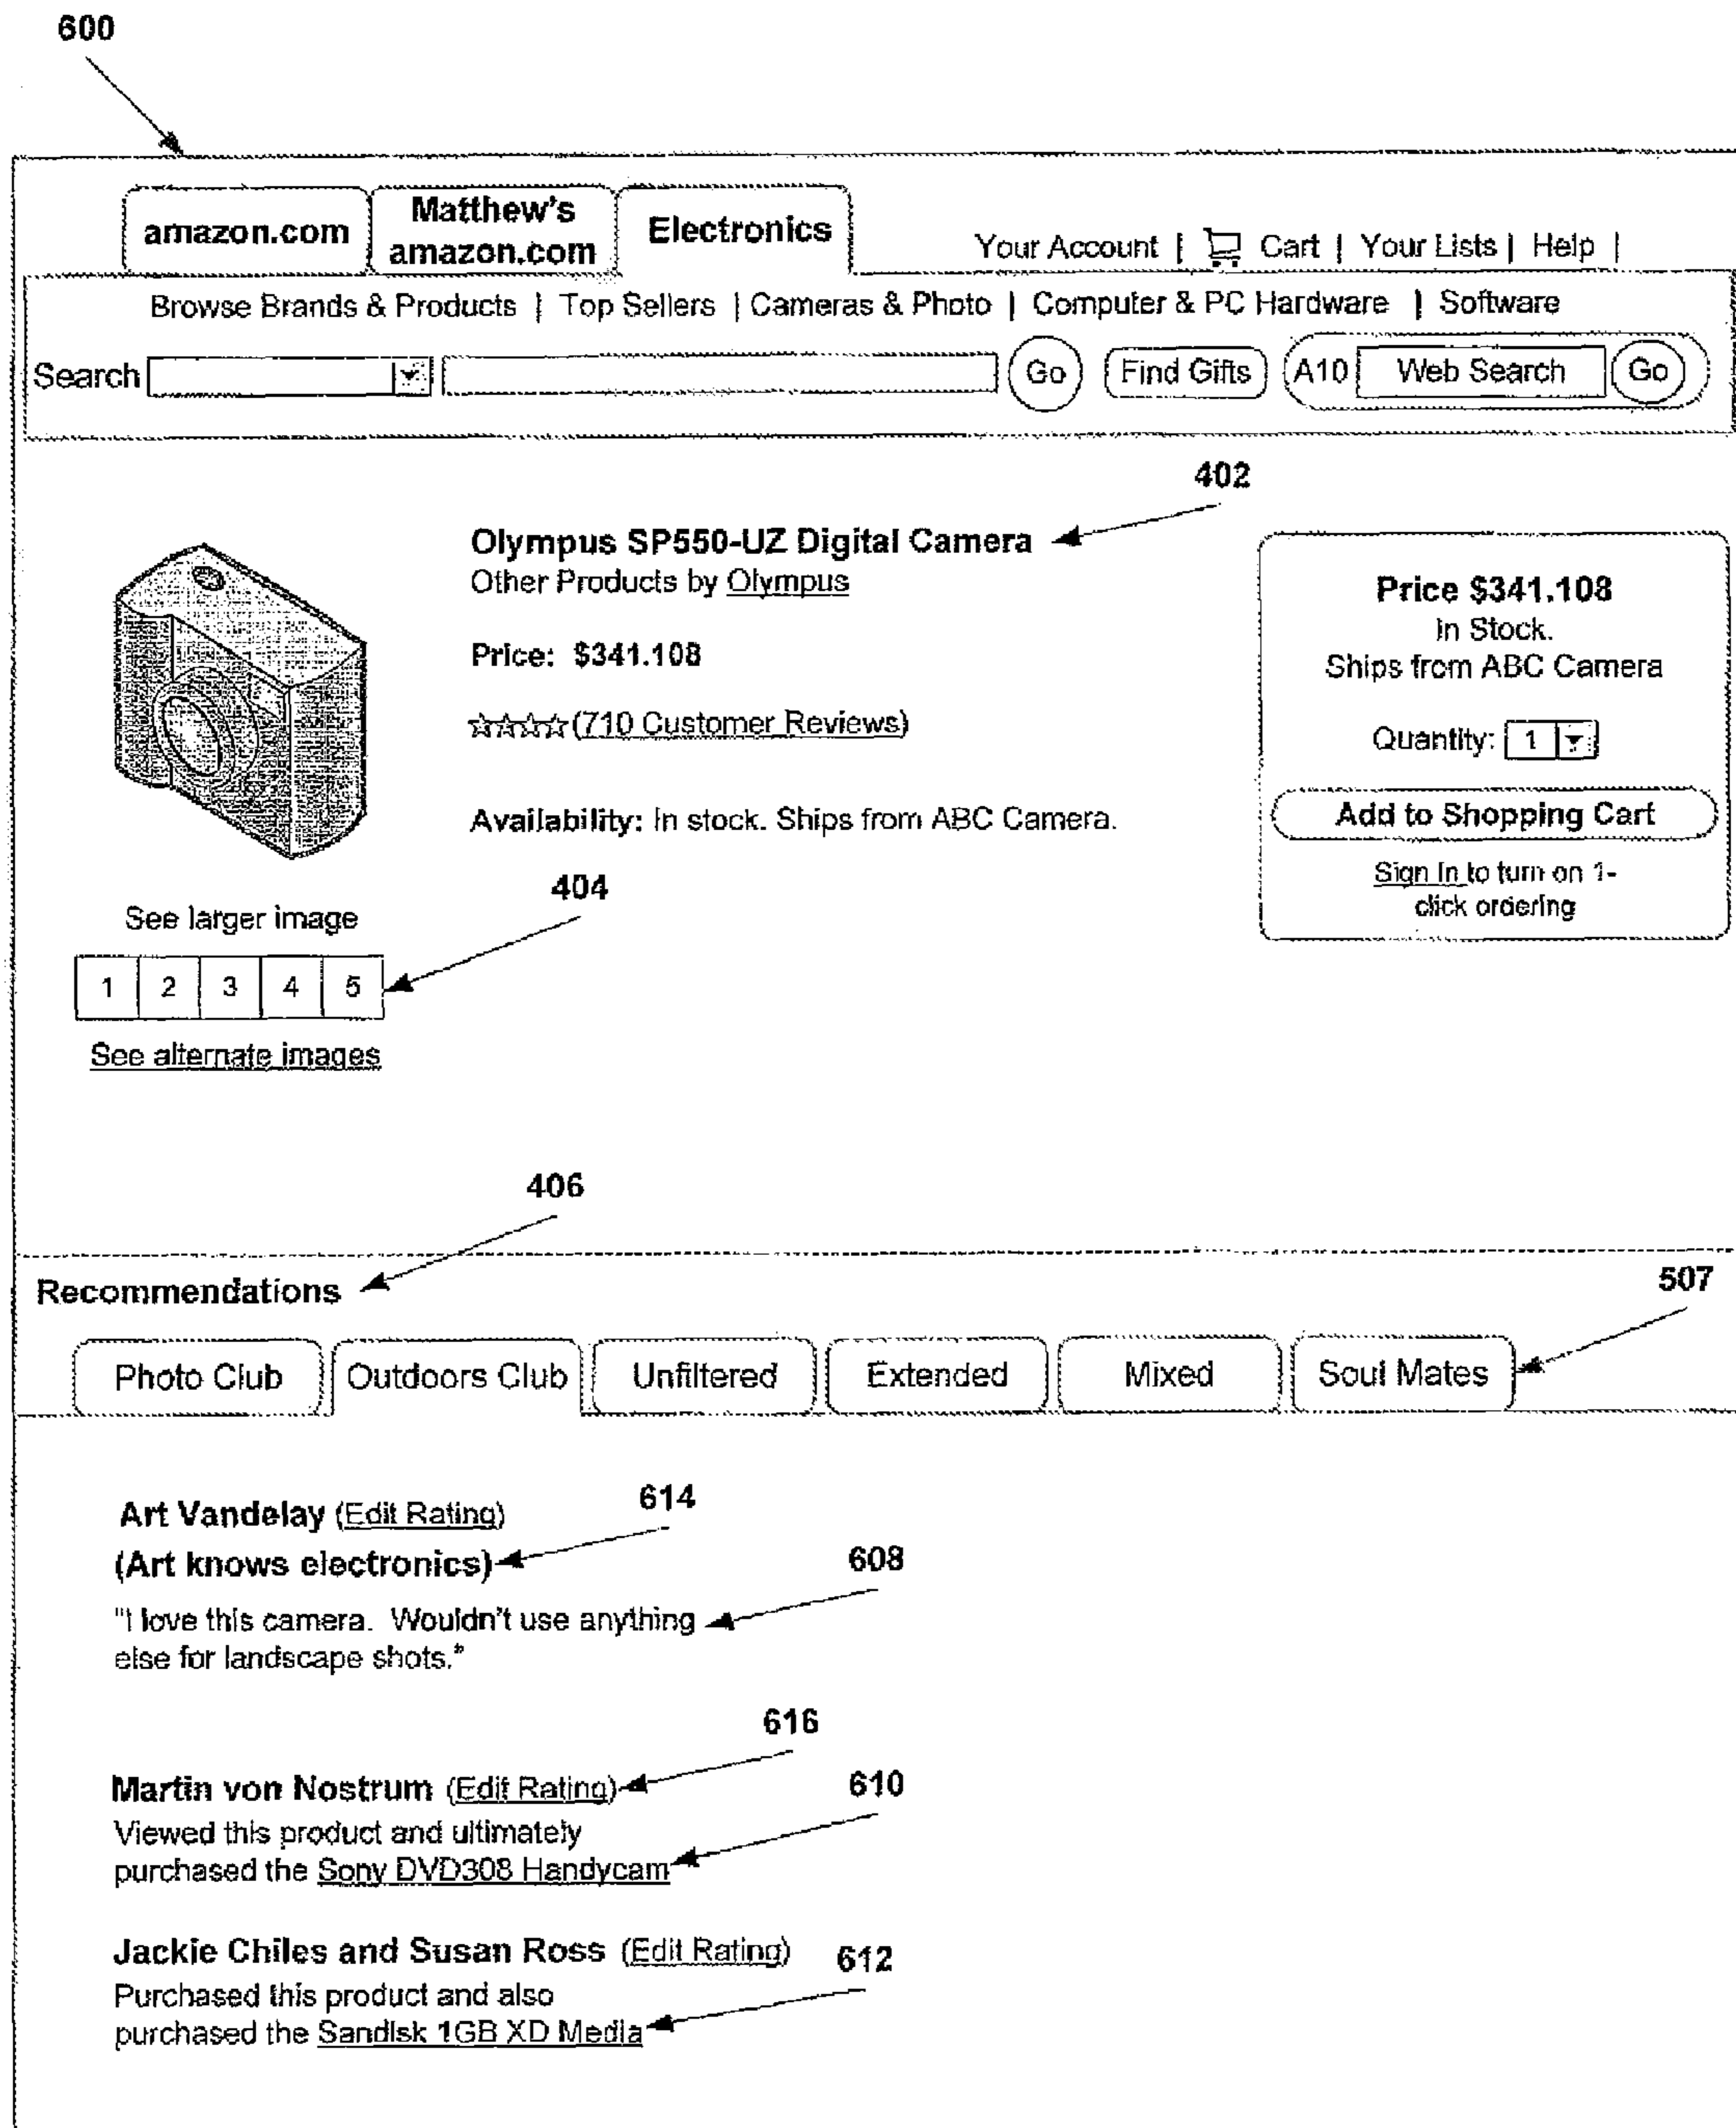 600
amazon.com
Matthew's
amazon.com
Electronics
Your Account | Cart | Your Lists | Help |
Browse Brands & Products | Top Sellers | Cameras & Photo | Computer & PC Hardware | Software
Search Go Find Gifts A10 Web Search Go
402
Olympus SP550-UZ Digital Camera
Other Products by Olympus
Price: $341.108
(710 Customer Reviews)
Availability: In stock. Ships from ABC Camera.
Price $341.108
In Stock.
Ships from ABC Camera
Quantity: 1
Add to Shopping Cart
Sign In to turn on 1-
click ordering
404
See larger image
1 2 3 4 5
See alternate images
406
Recommendations
507
Photo Club Outdoors Club Unfiltered Extended Mixed Soul Mates
Art Vandelay (Edit Rating)
614
(Art knows electronics)
608
"I love this camera. Wouldn't use anything
else for landscape shots."
616
Martin von Nostrum (Edit Rating)
610
Viewed this product and ultimately
purchased the Sony DVD308 Handycam
Jackie Chiles and Susan Ross (Edit Rating)
612
Purchased this product and also
purchased the Sandisk 1GB XD Media